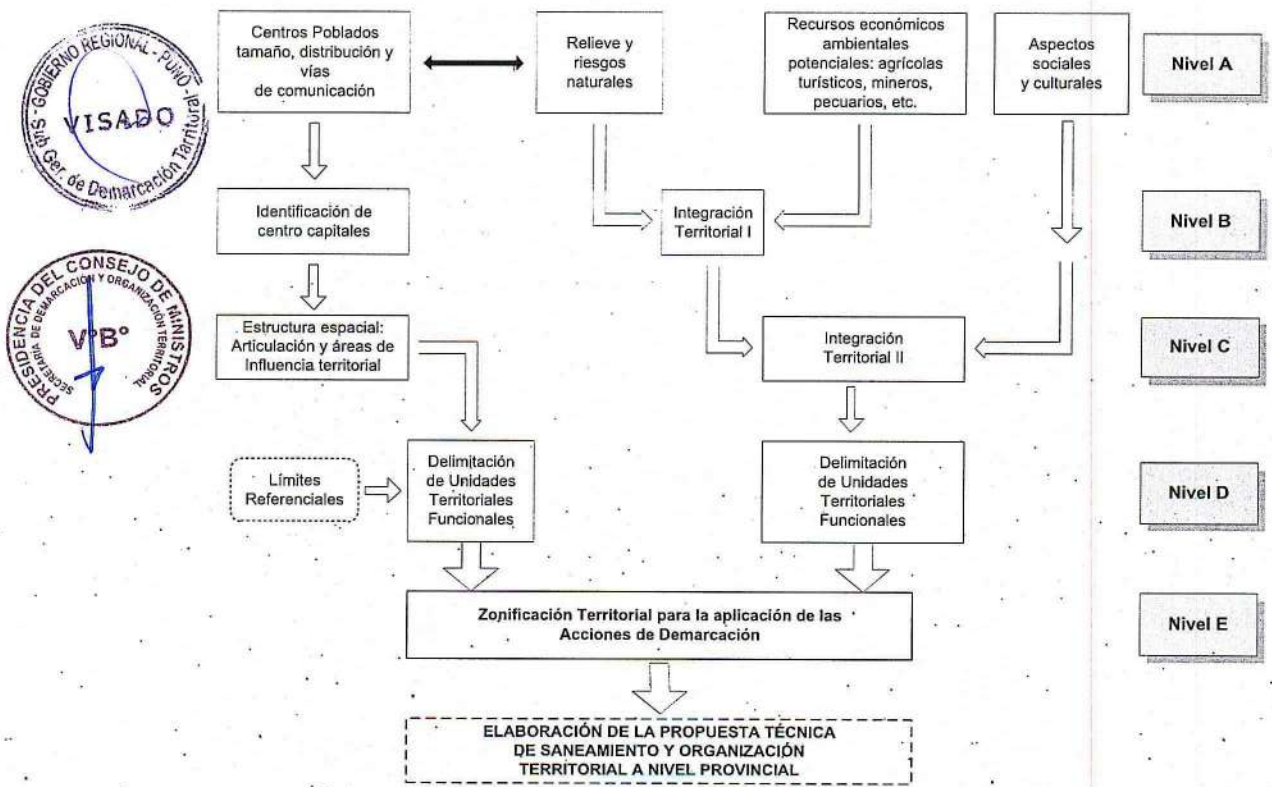 Centros Poblados
tamaño, distribución y
vías
de comunicación
Relieve y
riesgos
naturales
Recursos económicos
ambientales
potenciales: agrícolas
turísticos, mineros,
pecuarios, etc.
Aspectos
sociales
y culturales
Nivel A
GOBIERNO REGIONAL - PUNO -
VISADO
Sub Ger. de Demarcación Territorial
Identificación de
centro capitales
Integración
Territorial I
Nivel B
PRESIDENCIA DEL CONSEJO DE MINISTROS
SECRETARIA DE DEMARCACIÓN Y ORGANIZACIÓN TERRITORIAL
V°B°
Estructura espacial:
Articulación y áreas de
Influencia territorial
Integración
Territorial II
Nivel C
Límites
Referenciales
Delimitación
de Unidades
Territoriales
Funcionales
Delimitación
de Unidades
Territoriales
Funcionales
Nivel D
Zonificación Territorial para la aplicación de las
Acciones de Demarcación
Nivel E
ELABORACIÓN DE LA PROPUESTA TÉCNICA
DE SANEAMIENTO Y ORGANIZACIÓN
TERRITORIAL A NIVEL PROVINCIAL